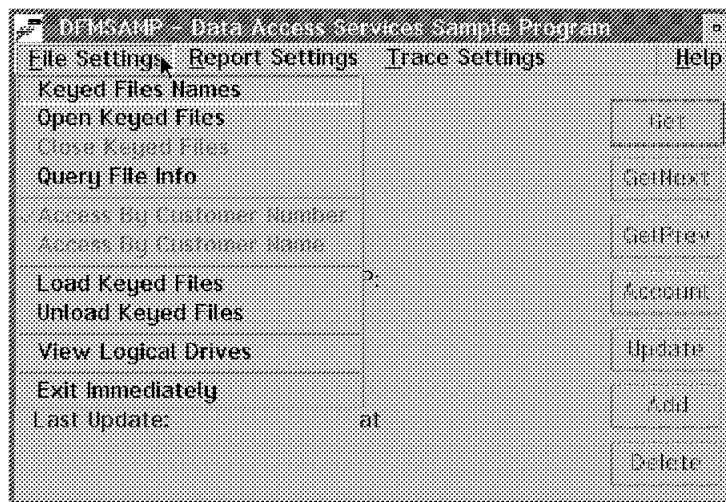 DFMSAMP - Data Access Services Sample Program
File Settings Report Settings Trace Settings Help
Keyed Files Names
Open Keyed Files
Close Keyed Files
Query File Info
Access By Customer Number
Access By Customer Name
Load Keyed Files
Unload Keyed Files
View Logical Drives
Exit Immediately
Last Update: at
P:
Get
GetNext
GetPrev
Account
Update
Add
Delete